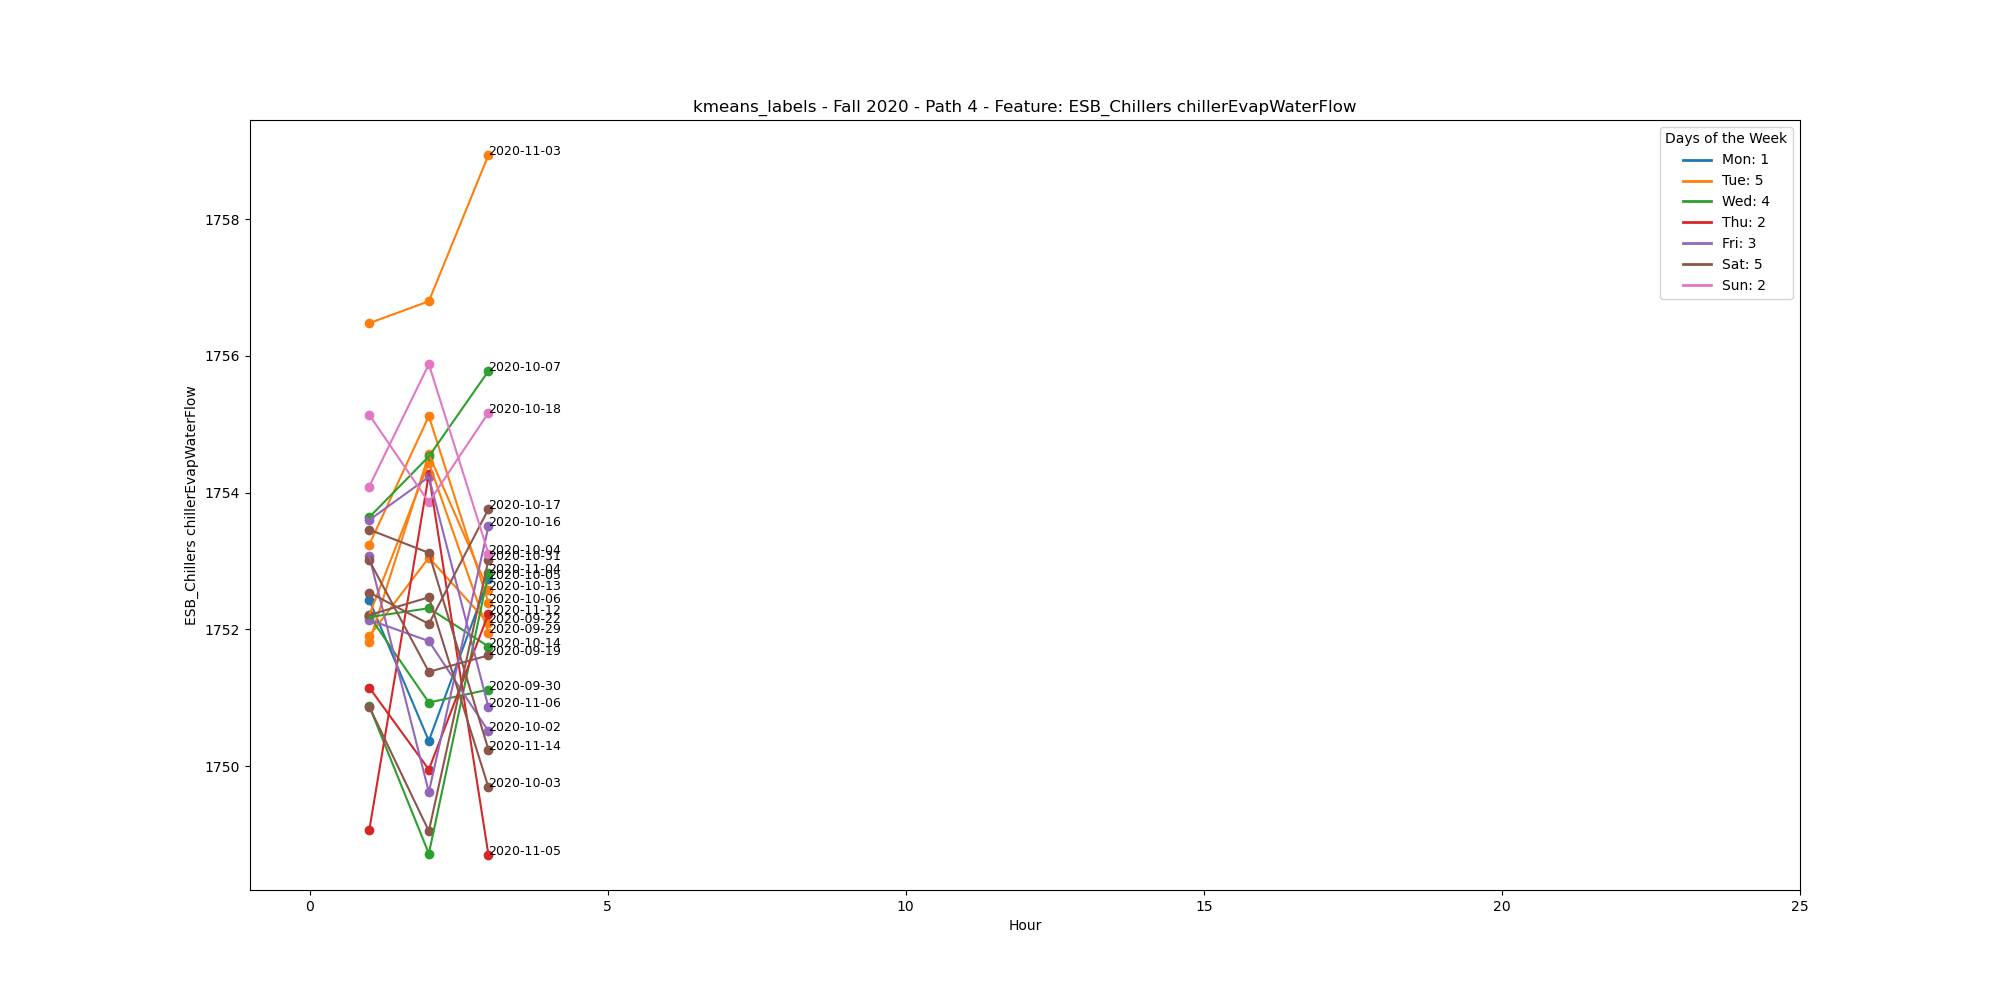 kmeans_labels - Fall 2020 - Path 4 - Feature: ESB_Chillers chillerEvapWaterFlow
Days of the Week
Mon: 1
Tue: 5
Wed: 4
Thu: 2
Fri: 3
Sat: 5
Sun: 2
ESB_Chillers chillerEvapWaterFlow
1758
1756
1754
1752
1750
2020-11-03
2020-10-07
2020-10-18
2020-10-17
2020-10-16
2020-10-04
2020-10-31
2020-11-04
2020-10-05
2020-10-13
2020-10-06
2020-11-12
2020-09-22
2020-09-29
2020-10-14
2020-09-19
2020-09-30
2020-11-06
2020-10-02
2020-11-14
2020-10-03
2020-11-05
0 5 10 15 20 25
Hour